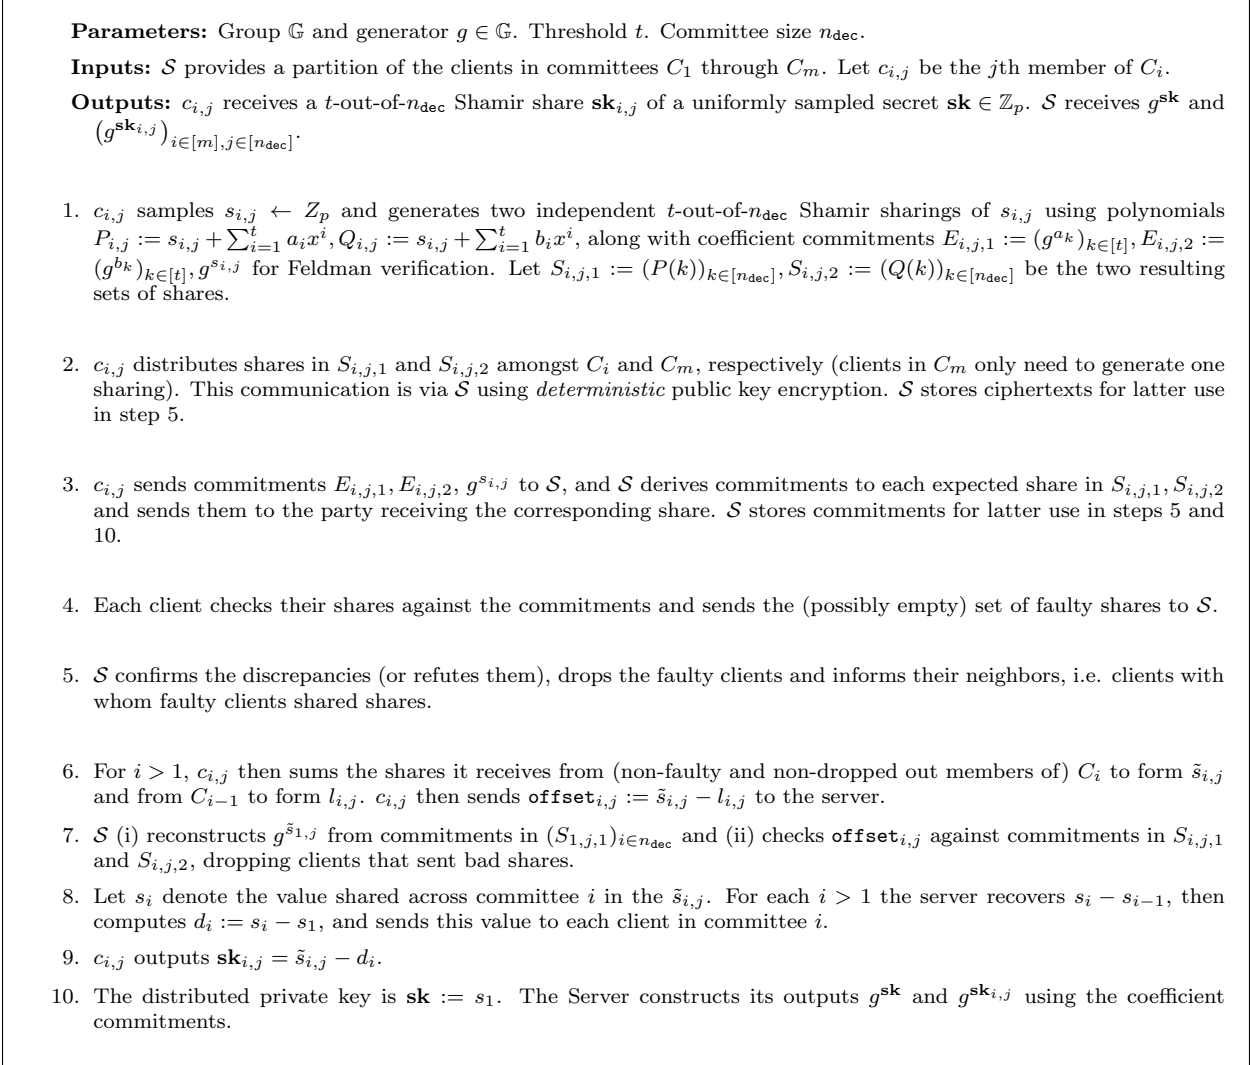 Parameters: Group 𝔾 and generator g ∈ 𝔾. Threshold t. Committee size n_dec.
Inputs: 𝒮 provides a partition of the clients in committees C_1 through C_m. Let c_{i,j} be the jth member of C_i.
Outputs: c_{i,j} receives a t-out-of-n_dec Shamir share sk_{i,j} of a uniformly sampled secret sk ∈ ℤ_p. 𝒮 receives g^{sk} and
(g^{sk_{i,j}})_{i∈[m],j∈[n_dec]}.
1. c_{i,j} samples s_{i,j} ← Z_p and generates two independent t-out-of-n_dec Shamir sharings of s_{i,j} using polynomials
P_{i,j} := s_{i,j} + ∑_{i=1}^{t} a_i x^i, Q_{i,j} := s_{i,j} + ∑_{i=1}^{t} b_i x^i, along with coefficient commitments E_{i,j,1} := (g^{a_k})_{k∈[t]}, E_{i,j,2} :=
(g^{b_k})_{k∈[t]}, g^{s_{i,j}} for Feldman verification. Let S_{i,j,1} := (P(k))_{k∈[n_dec]}, S_{i,j,2} := (Q(k))_{k∈[n_dec]} be the two resulting
sets of shares.
2. c_{i,j} distributes shares in S_{i,j,1} and S_{i,j,2} amongst C_i and C_m, respectively (clients in C_m only need to generate one
sharing). This communication is via 𝒮 using deterministic public key encryption. 𝒮 stores ciphertexts for latter use
in step 5.
3. c_{i,j} sends commitments E_{i,j,1}, E_{i,j,2}, g^{s_{i,j}} to 𝒮, and 𝒮 derives commitments to each expected share in S_{i,j,1}, S_{i,j,2}
and sends them to the party receiving the corresponding share. 𝒮 stores commitments for latter use in steps 5 and
10.
4. Each client checks their shares against the commitments and sends the (possibly empty) set of faulty shares to 𝒮.
5. 𝒮 confirms the discrepancies (or refutes them), drops the faulty clients and informs their neighbors, i.e. clients with
whom faulty clients shared shares.
6. For i > 1, c_{i,j} then sums the shares it receives from (non-faulty and non-dropped out members of) C_i to form s̃_{i,j}
and from C_{i−1} to form l_{i,j}. c_{i,j} then sends offset_{i,j} := s̃_{i,j} − l_{i,j} to the server.
7. 𝒮 (i) reconstructs g^{s̃_{1,j}} from commitments in (S_{1,j,1})_{i∈n_dec} and (ii) checks offset_{i,j} against commitments in S_{i,j,1}
and S_{i,j,2}, dropping clients that sent bad shares.
8. Let s_i denote the value shared across committee i in the s̃_{i,j}. For each i > 1 the server recovers s_i − s_{i−1}, then
computes d_i := s_i − s_1, and sends this value to each client in committee i.
9. c_{i,j} outputs sk_{i,j} = s̃_{i,j} − d_i.
10. The distributed private key is sk := s_1. The Server constructs its outputs g^{sk} and g^{sk_{i,j}} using the coefficient
commitments.